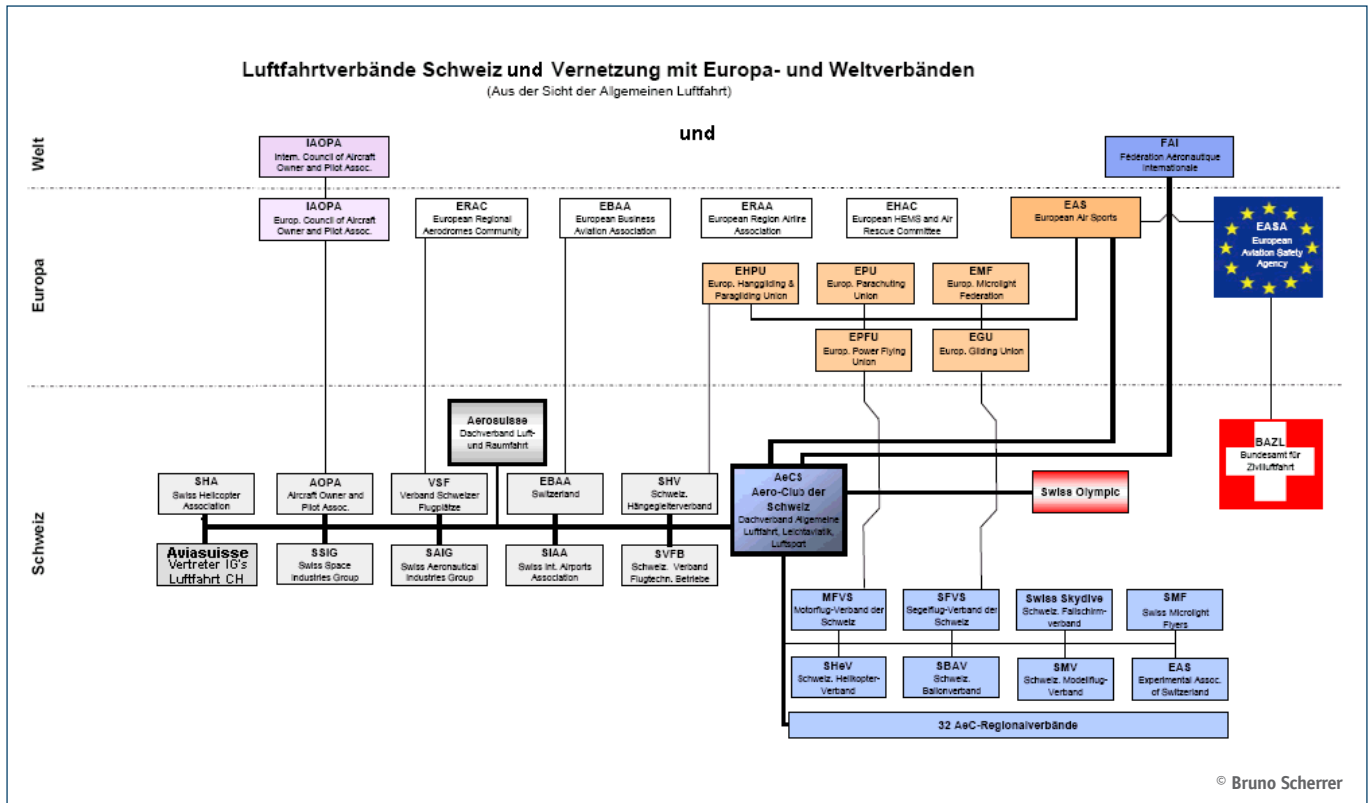 Luftfahrtverbände Schweiz und Vernetzung mit Europa- und Weltverbänden
(Aus der Sicht der Allgemeinen Luftfahrt)
und
Welt
IAOPA
Intern. Council of Aircraft
Owner and Pilot Assoc.
FAI
Fédération Aéronautique
Internationale
Europa
IAOPA
Europ. Council of Aircraft
Owner and Pilot Assoc.
ERAC
European Regional
Aerodromes Community
EBAA
European Business
Aviation Association
ERAA
European Region Airline
Association
EHAC
European HEMS and Air
Rescue Committee
EAS
European Air Sports
EASA
European
Aviation Safety
Agency
EHPU
Europ. Hanggliding &
Paragliding Union
EPU
Europ. Parachuting
Union
EMF
Europ. Microlight
Federation
EPFU
Europ. Power Flying
Union
EGU
Europ. Gliding Union
Schweiz
Aerosuisse
Dachverband Luft-
und Raumfahrt
BAZL
Bundesamt für
Zivilluftfahrt
SHA
Swiss Helicopter
Association
AOPA
Aircraft Owner and
Pilot Assoc.
VSF
Verband Schweizer
Flugplätze
EBAA
Switzerland
SHV
Schweiz.
Hängegleiterverband
AeCS
Aero-Club der
Schweiz
Dachverband Allgemeine
Luftfahrt, Leichtaviatik,
Luftsport
Swiss Olympic
Aviasuisse
Vertreter IG's
Luftfahrt CH
SSIG
Swiss Space
Industries Group
SAIG
Swiss Aeronautical
Industries Group
SIAA
Swiss Int. Airports
Association
SVFB
Schweiz. Verband
Flugtechn. Betriebe
MFVS
Motorflug-Verband der
Schweiz
SFVS
Segelflug-Verband der
Schweiz
Swiss Skydive
Schweiz. Fallschirm-
verband
SMF
Swiss Microlight
Flyers
SHeV
Schweiz. Helikopter-
Verband
SBAV
Schweiz.
Ballonverband
SMV
Schweiz. Modellflug-
Verband
EAS
Experimental Assoc.
of Switzerland
32 AeC-Regionalverbände
© Bruno Scherrer